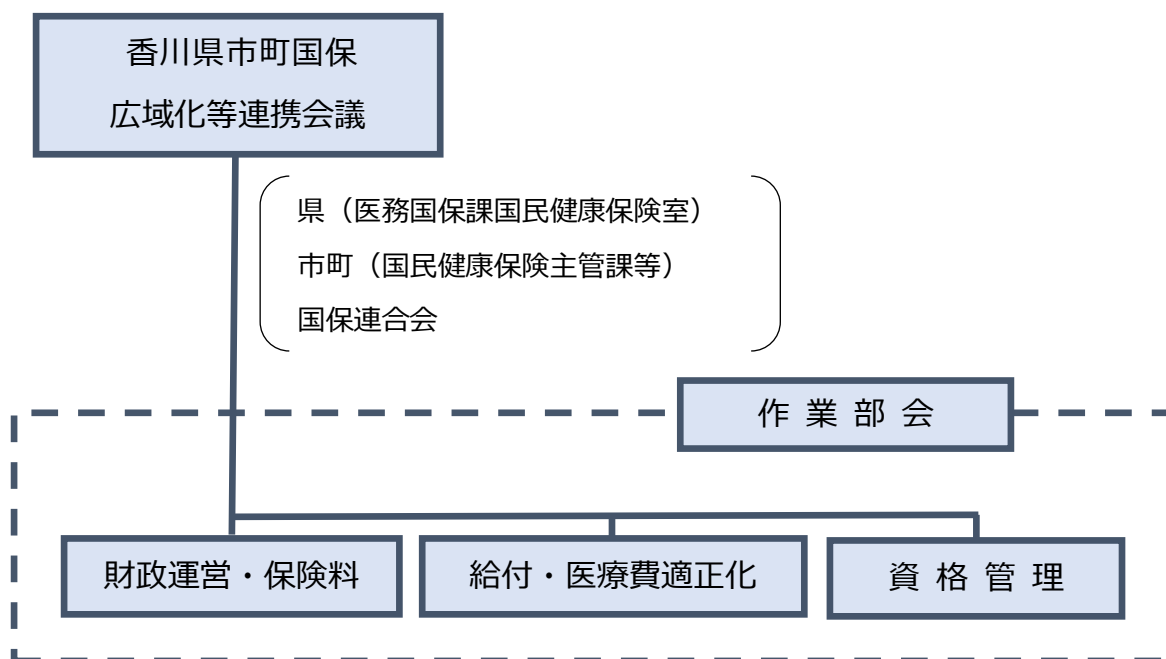 香川県市町国保
広域化等連携会議
県（医務国保課国民健康保険室）
市町（国民健康保険主管課等）
国保連合会
作業部会
財政運営・保険料
給付・医療費適正化
資格管理